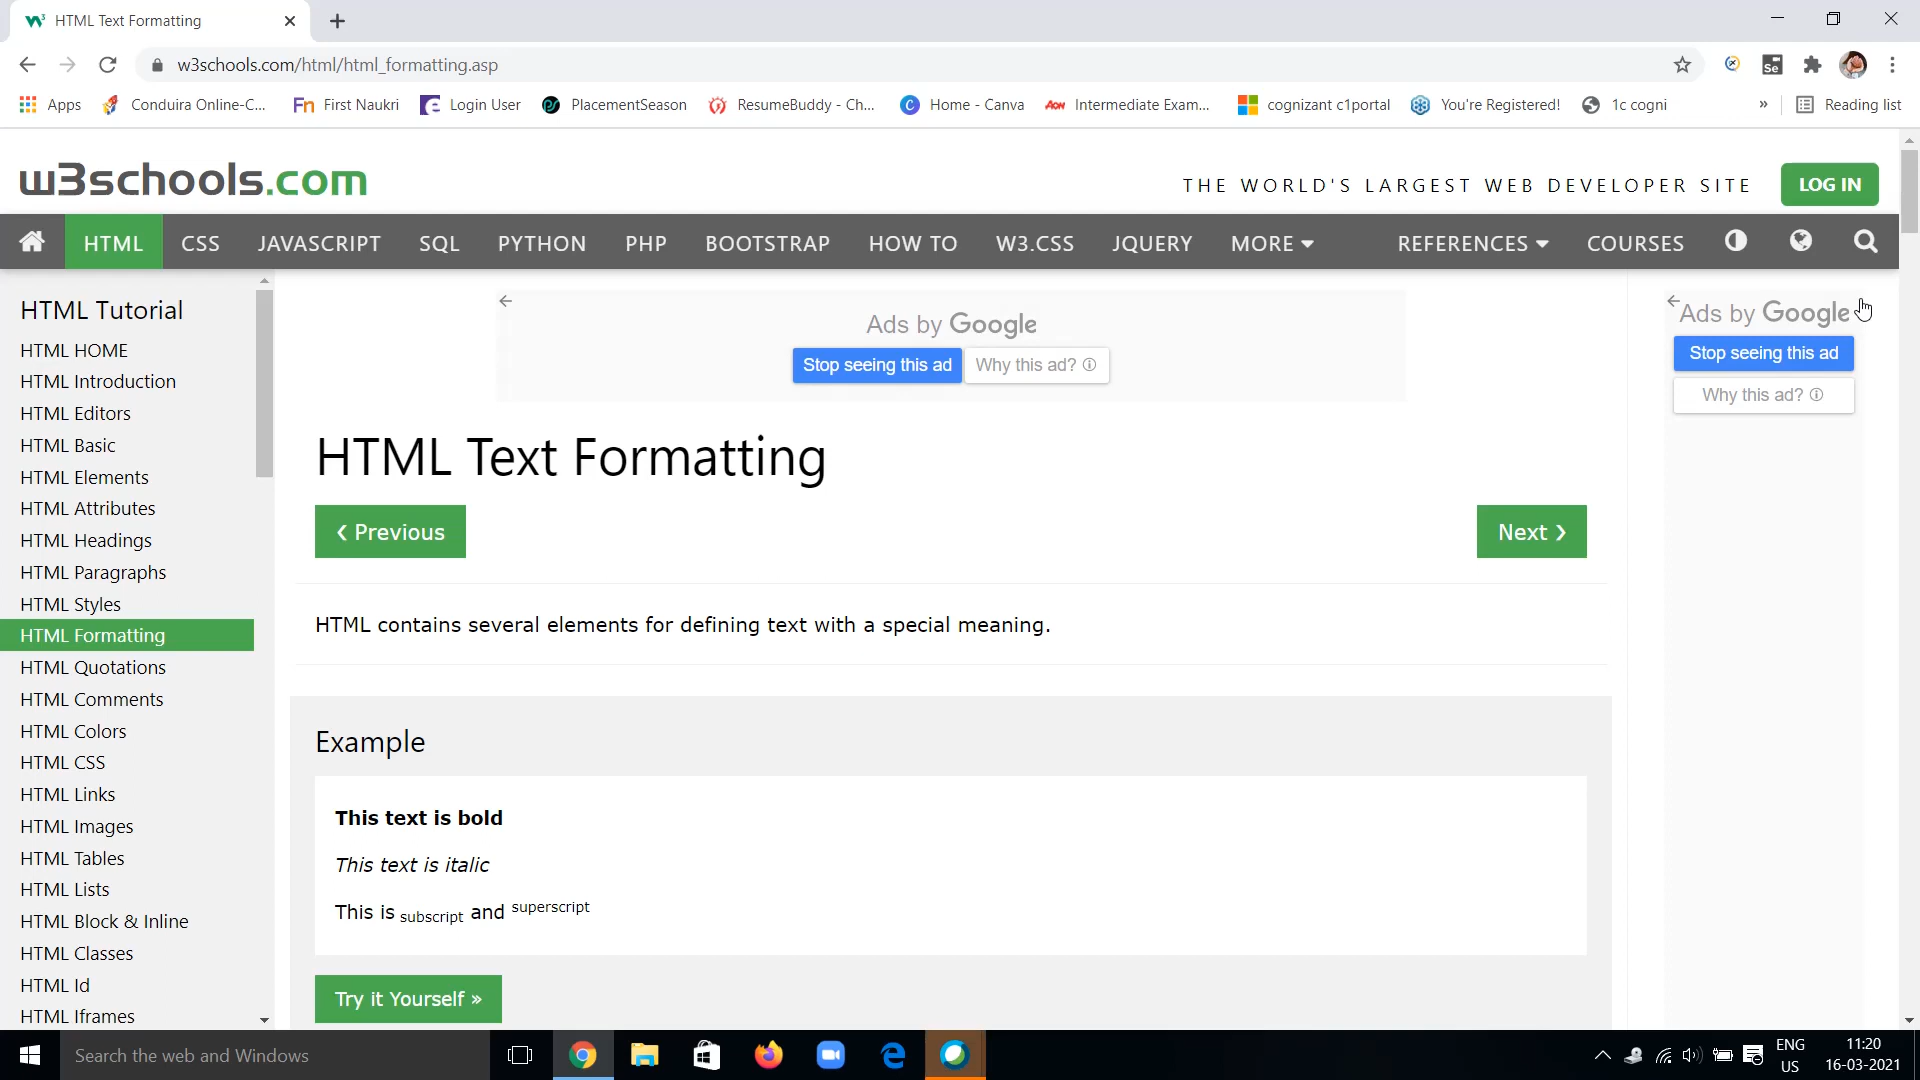 HTML Text Formatting
w3schools.com/html/html_formatting.asp
Apps Conduira Online-C... First Naukri Login User PlacementSeason ResumeBuddy - Ch... Home - Canva Intermediate Exam... cognizant c1portal You're Registered! 1c cogni » Reading list
w3schools.com
THE WORLD'S LARGEST WEB DEVELOPER SITE
LOG IN
HTML CSS JAVASCRIPT SQL PYTHON PHP BOOTSTRAP HOW TO W3.CSS JQUERY MORE REFERENCES COURSES
HTML Tutorial
HTML HOME
HTML Introduction
HTML Editors
HTML Basic
HTML Elements
HTML Attributes
HTML Headings
HTML Paragraphs
HTML Styles
HTML Formatting
HTML Quotations
HTML Comments
HTML Colors
HTML CSS
HTML Links
HTML Images
HTML Tables
HTML Lists
HTML Block & Inline
HTML Classes
HTML Id
HTML Iframes
Ads by Google
Stop seeing this ad Why this ad?
HTML Text Formatting
❮ Previous
Next ❯
HTML contains several elements for defining text with a special meaning.
Example
This text is bold
This text is italic
This is subscript and superscript
Try it Yourself »
Ads by Google
Stop seeing this ad
Why this ad?
Search the web and Windows
ENG
US
11:20
16-03-2021